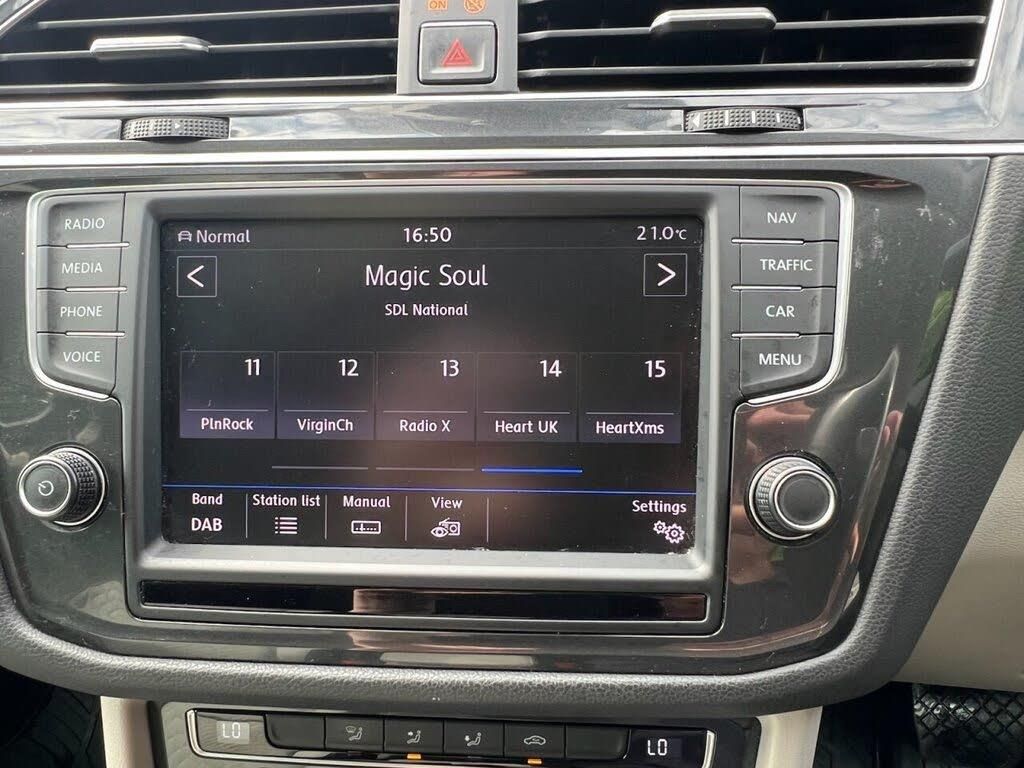 ON
RADIO
MEDIA
PHONE
VOICE
Normal 16:50 21.0°C
< Magic Soul >
SDL National
11 12 13 14 15
PlnRock VirginCh Radio X Heart UK HeartXms
Band Station list Manual View Settings
DAB
NAV
TRAFFIC
CAR
MENU
LO LO